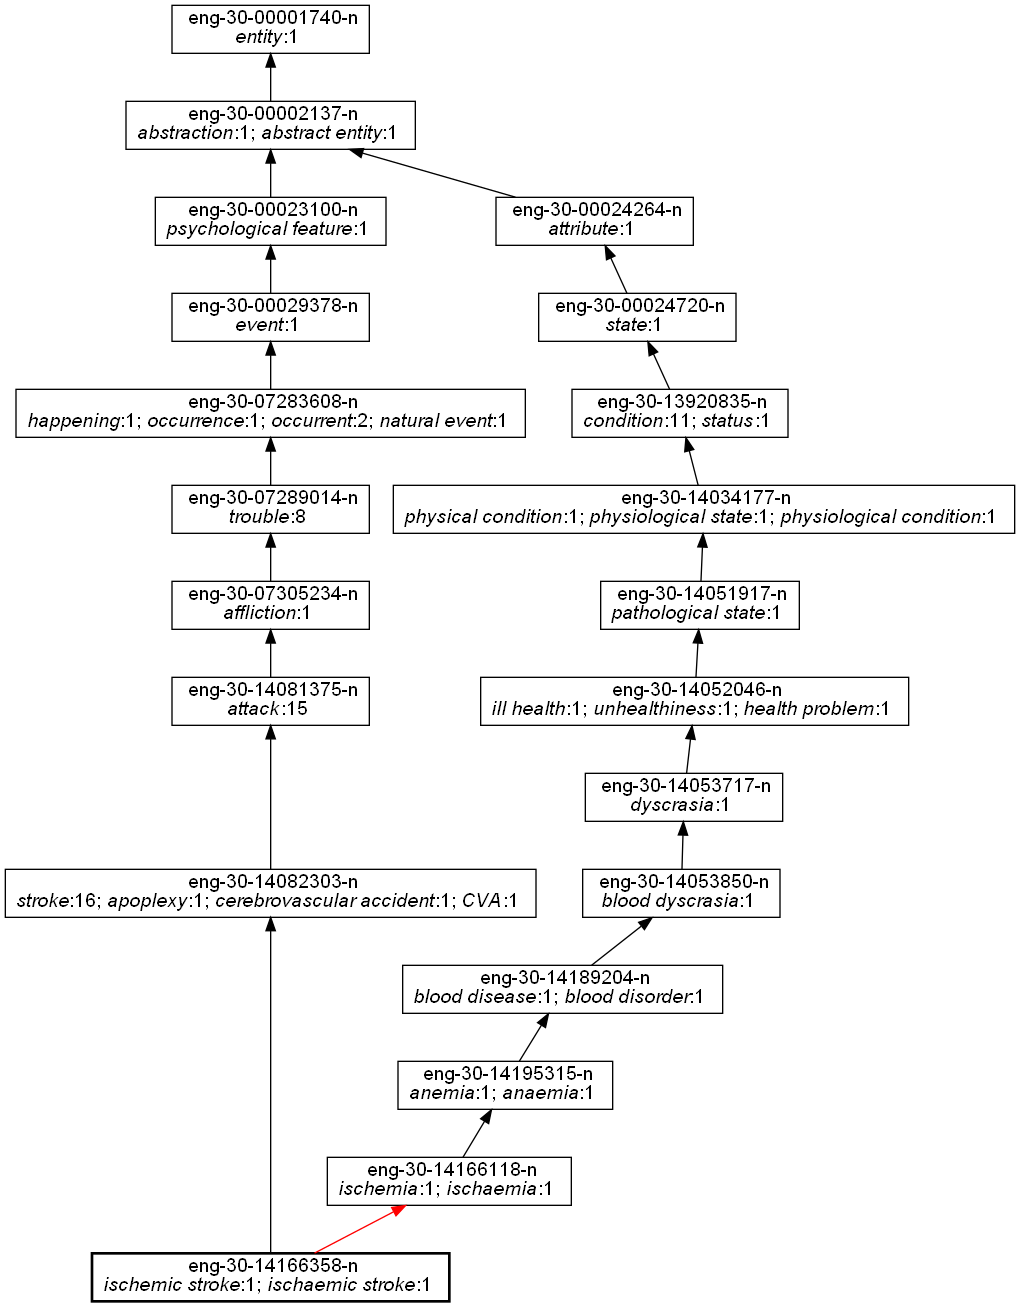 eng-30-00001740-n
entity:1
eng-30-00002137-n
abstraction:1; abstract entity:1
eng-30-00023100-n
psychological feature:1
eng-30-00024264-n
attribute:1
eng-30-00029378-n
event:1
eng-30-00024720-n
state:1
eng-30-07283608-n
happening:1; occurrence:1; occurrent:2; natural event:1
eng-30-13920835-n
condition:11; status:1
eng-30-07289014-n
trouble:8
eng-30-14034177-n
physical condition:1; physiological state:1; physiological condition:1
eng-30-07305234-n
affliction:1
eng-30-14051917-n
pathological state:1
eng-30-14081375-n
attack:15
eng-30-14052046-n
ill health:1; unhealthiness:1; health problem:1
eng-30-14053717-n
dyscrasia:1
eng-30-14082303-n
stroke:16; apoplexy:1; cerebrovascular accident:1; CVA:1
eng-30-14053850-n
blood dyscrasia:1
eng-30-14189204-n
blood disease:1; blood disorder:1
eng-30-14195315-n
anemia:1; anaemia:1
eng-30-14166118-n
ischemia:1; ischaemia:1
eng-30-14166358-n
ischemic stroke:1; ischaemic stroke:1